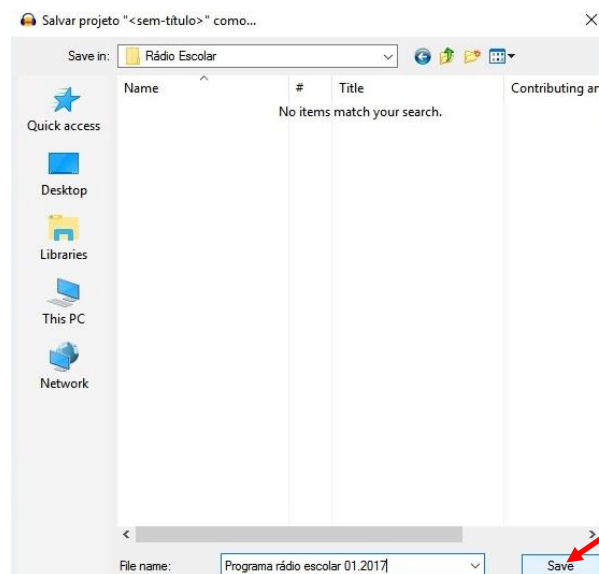 Salvar projeto "<sem-título>" como...
Save in: Rádio Escolar
Name # Title Contributing ar
No items match your search.
Quick access
Desktop
Libraries
This PC
Network
File name: Programa rádio escolar 01.2017 Save